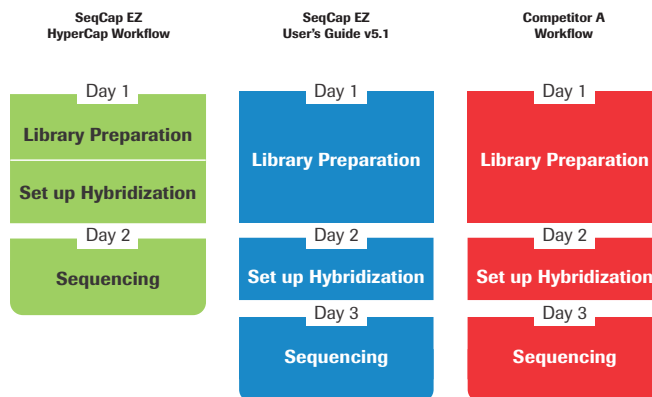 SeqCap EZ
HyperCap Workflow
Day 1
Library Preparation
Set up Hybridization
Day 2
Sequencing
SeqCap EZ
User's Guide v5.1
Day 1
Library Preparation
Day 2
Set up Hybridization
Day 3
Sequencing
Competitor A
Workflow
Day 1
Library Preparation
Day 2
Set up Hybridization
Day 3
Sequencing